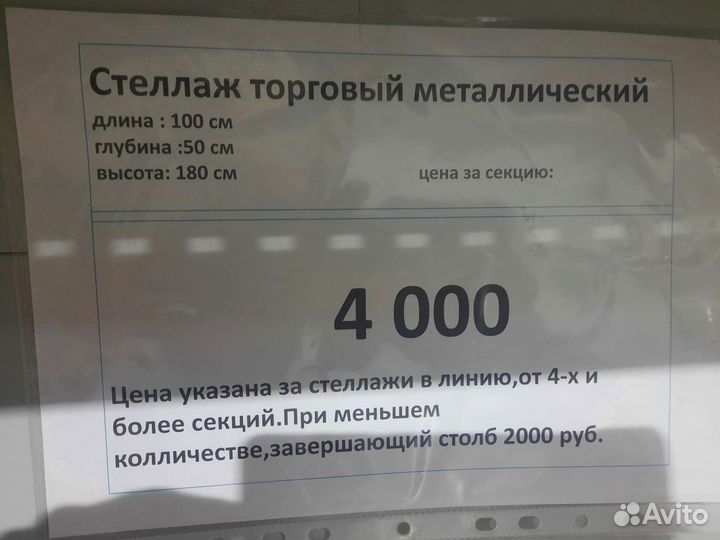 Стеллаж торговый металлический
длина : 100 см
глубина :50 см
высота: 180 см цена за секцию:
4 000
Цена указана за стеллажи в линию,от 4-х и
более секций.При меньшем
колличестве,завершающий столб 2000 руб.
Avito